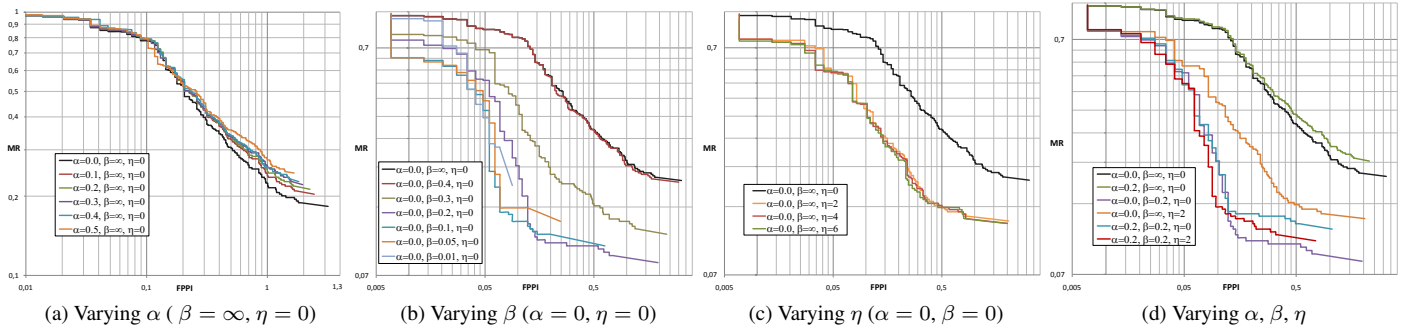 1
0,9
0,8
0,7
0,6
0,5
0,4
MR
0,2
0,1
α=0.0, β=∞, η=0
α=0.1, β=∞, η=0
α=0.2, β=∞, η=0
α=0.3, β=∞, η=0
α=0.4, β=∞, η=0
α=0.5, β=∞, η=0
0,01 0,1 FPPI 1 1,3
(a) Varying α ( β = ∞, η = 0)
0,7
MR
0,07
α=0.0, β=∞, η=0
α=0.0, β=0.4, η=0
α=0.0, β=0.3, η=0
α=0.0, β=0.2, η=0
α=0.0, β=0.1, η=0
α=0.0, β=0.05, η=0
α=0.0, β=0.01, η=0
0,005 0,05 FPPI 0,5
(b) Varying β (α = 0, η = 0)
0,7
MR
0,07
α=0.0, β=∞, η=0
α=0.0, β=∞, η=2
α=0.0, β=∞, η=4
α=0.0, β=∞, η=6
0,005 0,05 FPPI 0,5
(c) Varying η (α = 0, β = 0)
0,7
MR
0,07
α=0.0, β=∞, η=0
α=0.2, β=∞, η=0
α=0.0, β=0.2, η=0
α=0.0, β=∞, η=2
α=0.2, β=0.2, η=0
α=0.2, β=0.2, η=2
0,005 0,05 FPPI 0,5
(d) Varying α, β, η